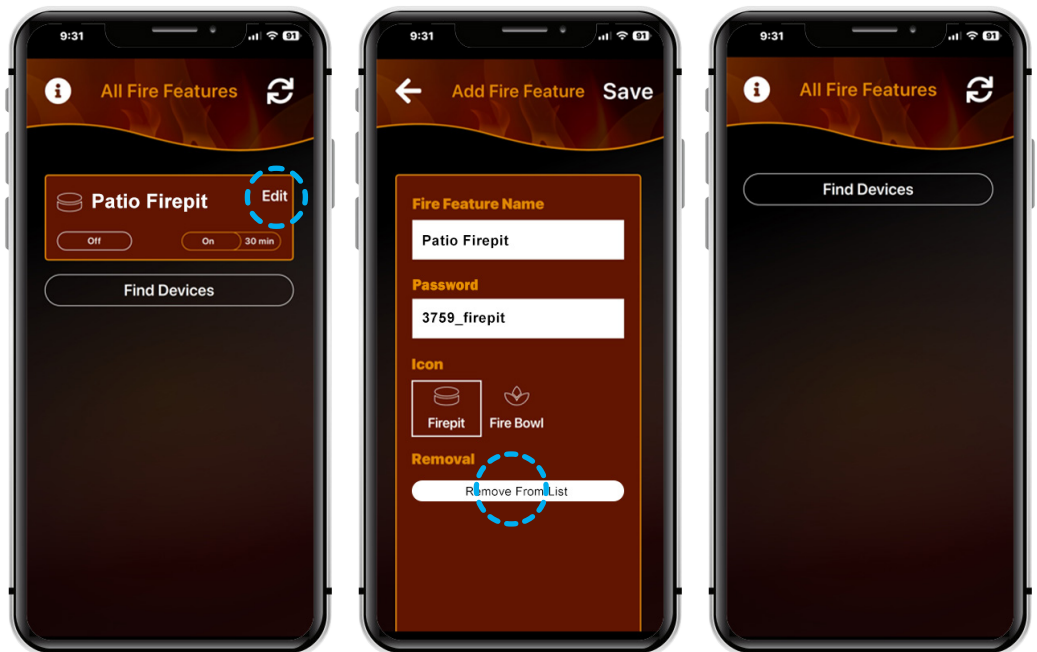 9:31
91
All Fire Features
Patio Firepit
Edit
Off
On
30 min
Find Devices
9:31
91
Add Fire Feature
Save
Fire Feature Name
Patio Firepit
Password
3759_firepit
Icon
Firepit
Fire Bowl
Removal
Remove From List
9:31
91
All Fire Features
Find Devices